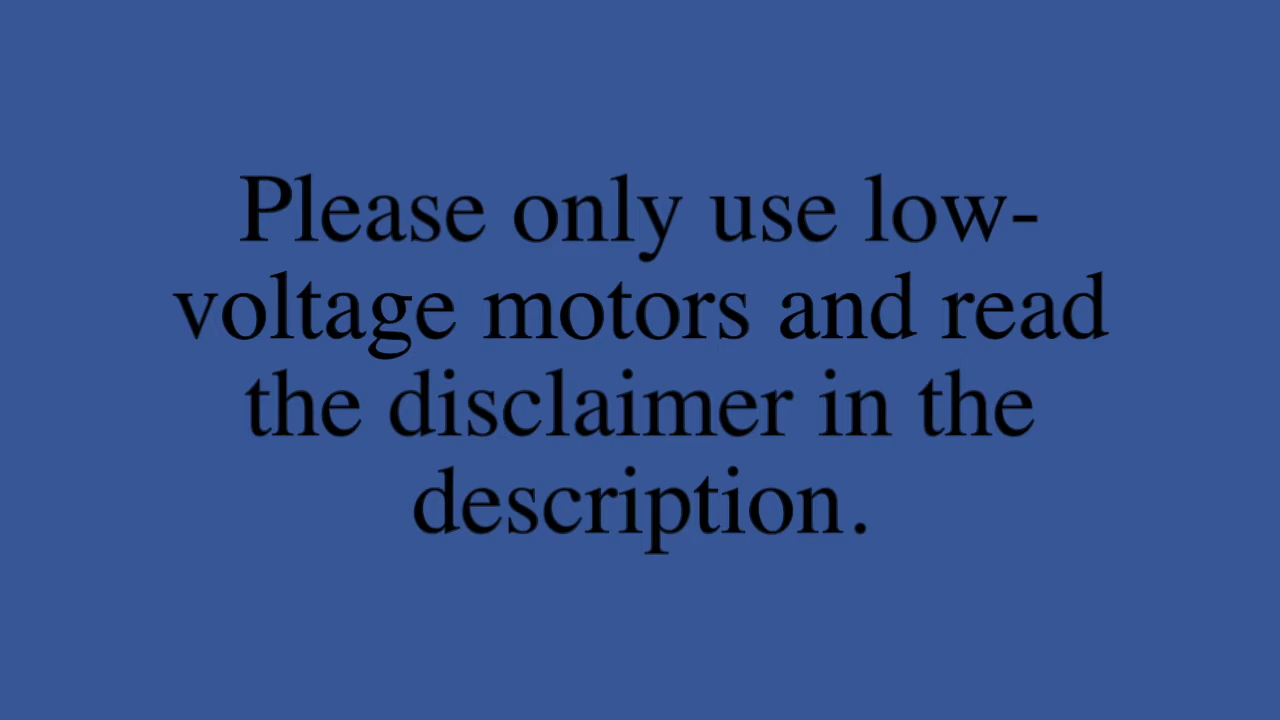 Please only use low-
voltage motors and read
the disclaimer in the
description.